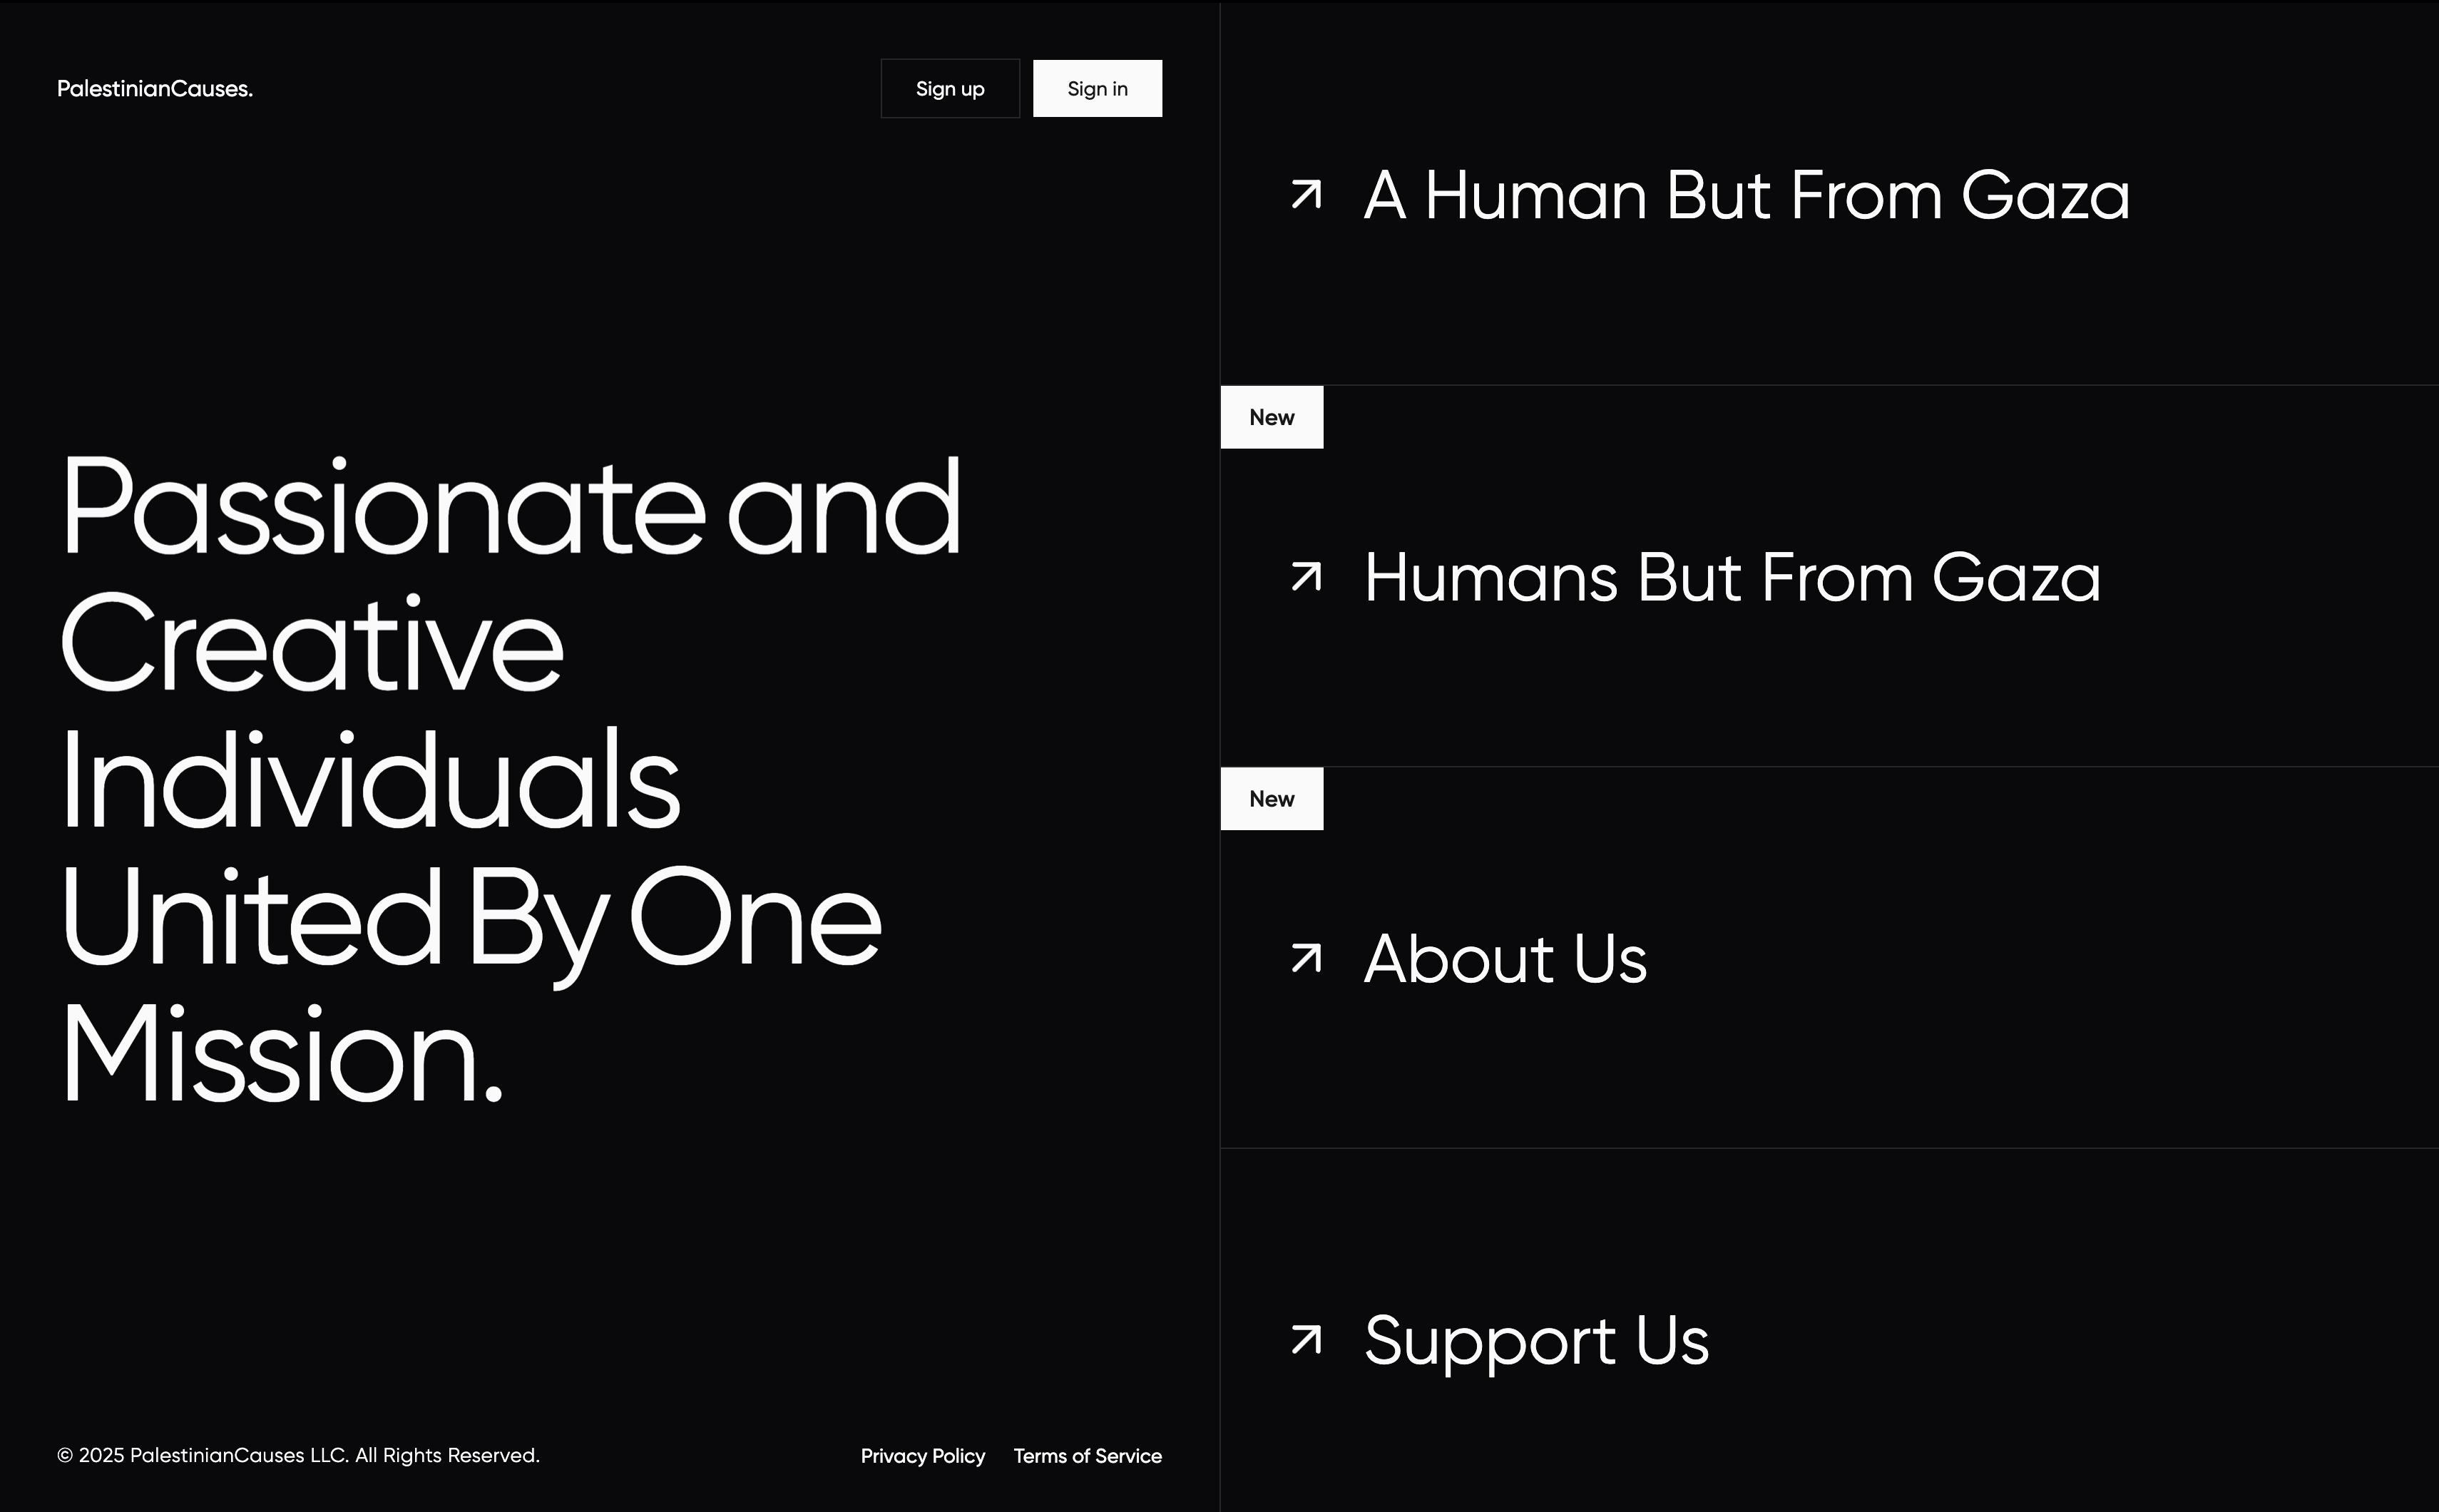 PalestinianCauses.
Sign up
Sign in
Passionate and
Creative
Individuals
United By One
Mission.
© 2025 PalestinianCauses LLC. All Rights Reserved.
Privacy Policy
Terms of Service
A Human But From Gaza
New
Humans But From Gaza
New
About Us
Support Us